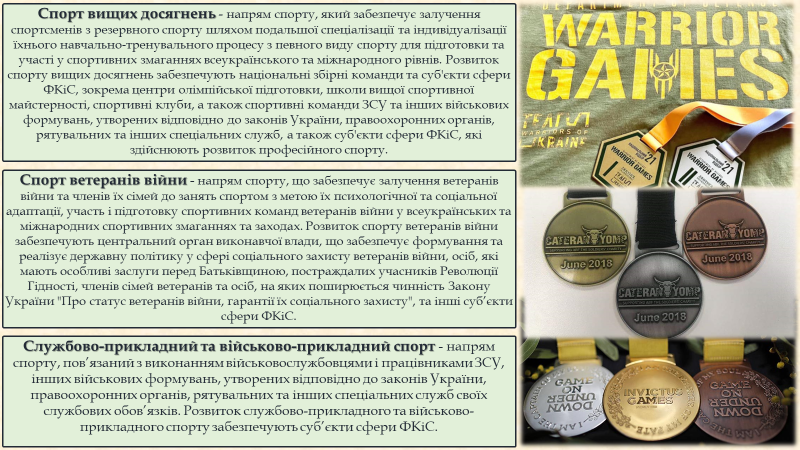 Спорт вищих досягнень - напрям спорту, який забезпечує залучення
спортсменів з резервного спорту шляхом подальшої спеціалізації та індивідуалізації
їхнього навчально-тренувального процесу з певного виду спорту для підготовки та
участі у спортивних змаганнях всеукраїнського та міжнародного рівнів. Розвиток
спорту вищих досягнень забезпечують національні збірні команди та суб'єкти сфери
ФКіС, зокрема центри олімпійської підготовки, школи вищої спортивної
майстерності, спортивні клуби, а також спортивні команди ЗСУ та інших військових
формувань, утворених відповідно до законів України, правоохоронних органів,
рятувальних та інших спеціальних служб, а також суб'єкти сфери ФКіС, які
здійснюють розвиток професійного спорту.
Спорт ветеранів війни - напрям спорту, що забезпечує залучення ветеранів
війни та членів їх сімей до занять спортом з метою їх психологічної та соціальної
адаптації, участь і підготовку спортивних команд ветеранів війни у всеукраїнських та
міжнародних спортивних змаганнях та заходах. Розвиток спорту ветеранів війни
забезпечують центральний орган виконавчої влади, що забезпечує формування та
реалізує державну політику у сфері соціального захисту ветеранів війни, осіб, які
мають особливі заслуги перед Батьківщиною, постраждалих учасників Революції
Гідності, членів сімей ветеранів та осіб, на яких поширюється чинність Закону
України "Про статус ветеранів війни, гарантії їх соціального захисту", та інші суб’єкти
сфери ФКіС.
Службово-прикладний та військово-прикладний спорт - напрям
спорту, пов’язаний з виконанням військовослужбовцями і працівниками ЗСУ,
інших військових формувань, утворених відповідно до законів України,
правоохоронних органів, рятувальних та інших спеціальних служб своїх
службових обов’язків. Розвиток службово-прикладного та військово-
прикладного спорту забезпечують суб’єкти сфери ФКіС.
WARRIOR
GAMES
WARRIORS OF
UKRAINE
'21
WARRIOR GAMES
'21
WARRIOR GAMES
CATERAN YOMP
June 2018
CATERAN YOMP
June 2018
CATERAN YOMP
June 2018
GAME ON
DOWN UNDER
INVICTUS
GAMES
GAME ON
DOWN UNDER